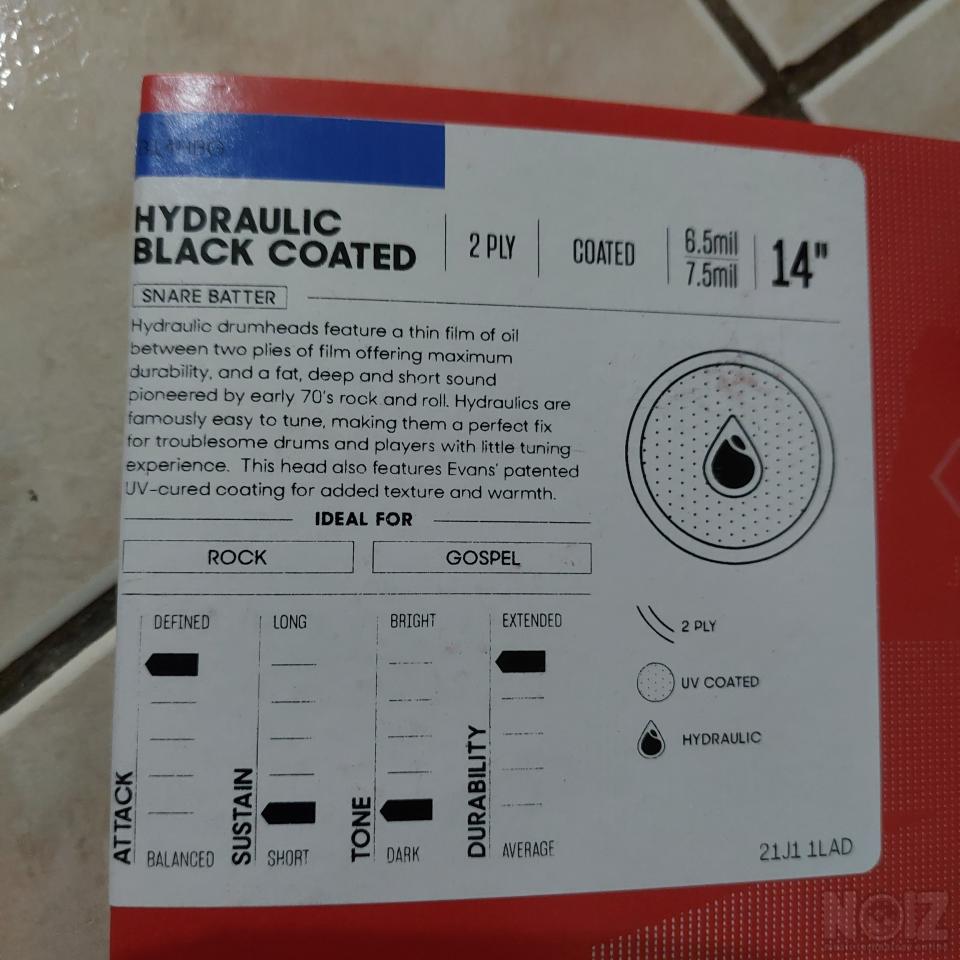 HYDRAULIC
BLACK COATED
2 PLY
COATED
6.5mil
7.5mil
14"
SNARE BATTER
Hydraulic drumheads feature a thin film of oil
between two plies of film offering maximum
durability, and a fat, deep and short sound
pioneered by early 70's rock and roll. Hydraulics are
famously easy to tune, making them a perfect fix
for troublesome drums and players with little tuning
experience. This head also features Evans' patented
UV-cured coating for added texture and warmth.
IDEAL FOR
ROCK
GOSPEL
DEFINED
LONG
BRIGHT
EXTENDED
ATTACK
SUSTAIN
TONE
DURABILITY
BALANCED
SHORT
DARK
AVERAGE
2 PLY
UV COATED
HYDRAULIC
21J1 1LAD
NOIZ